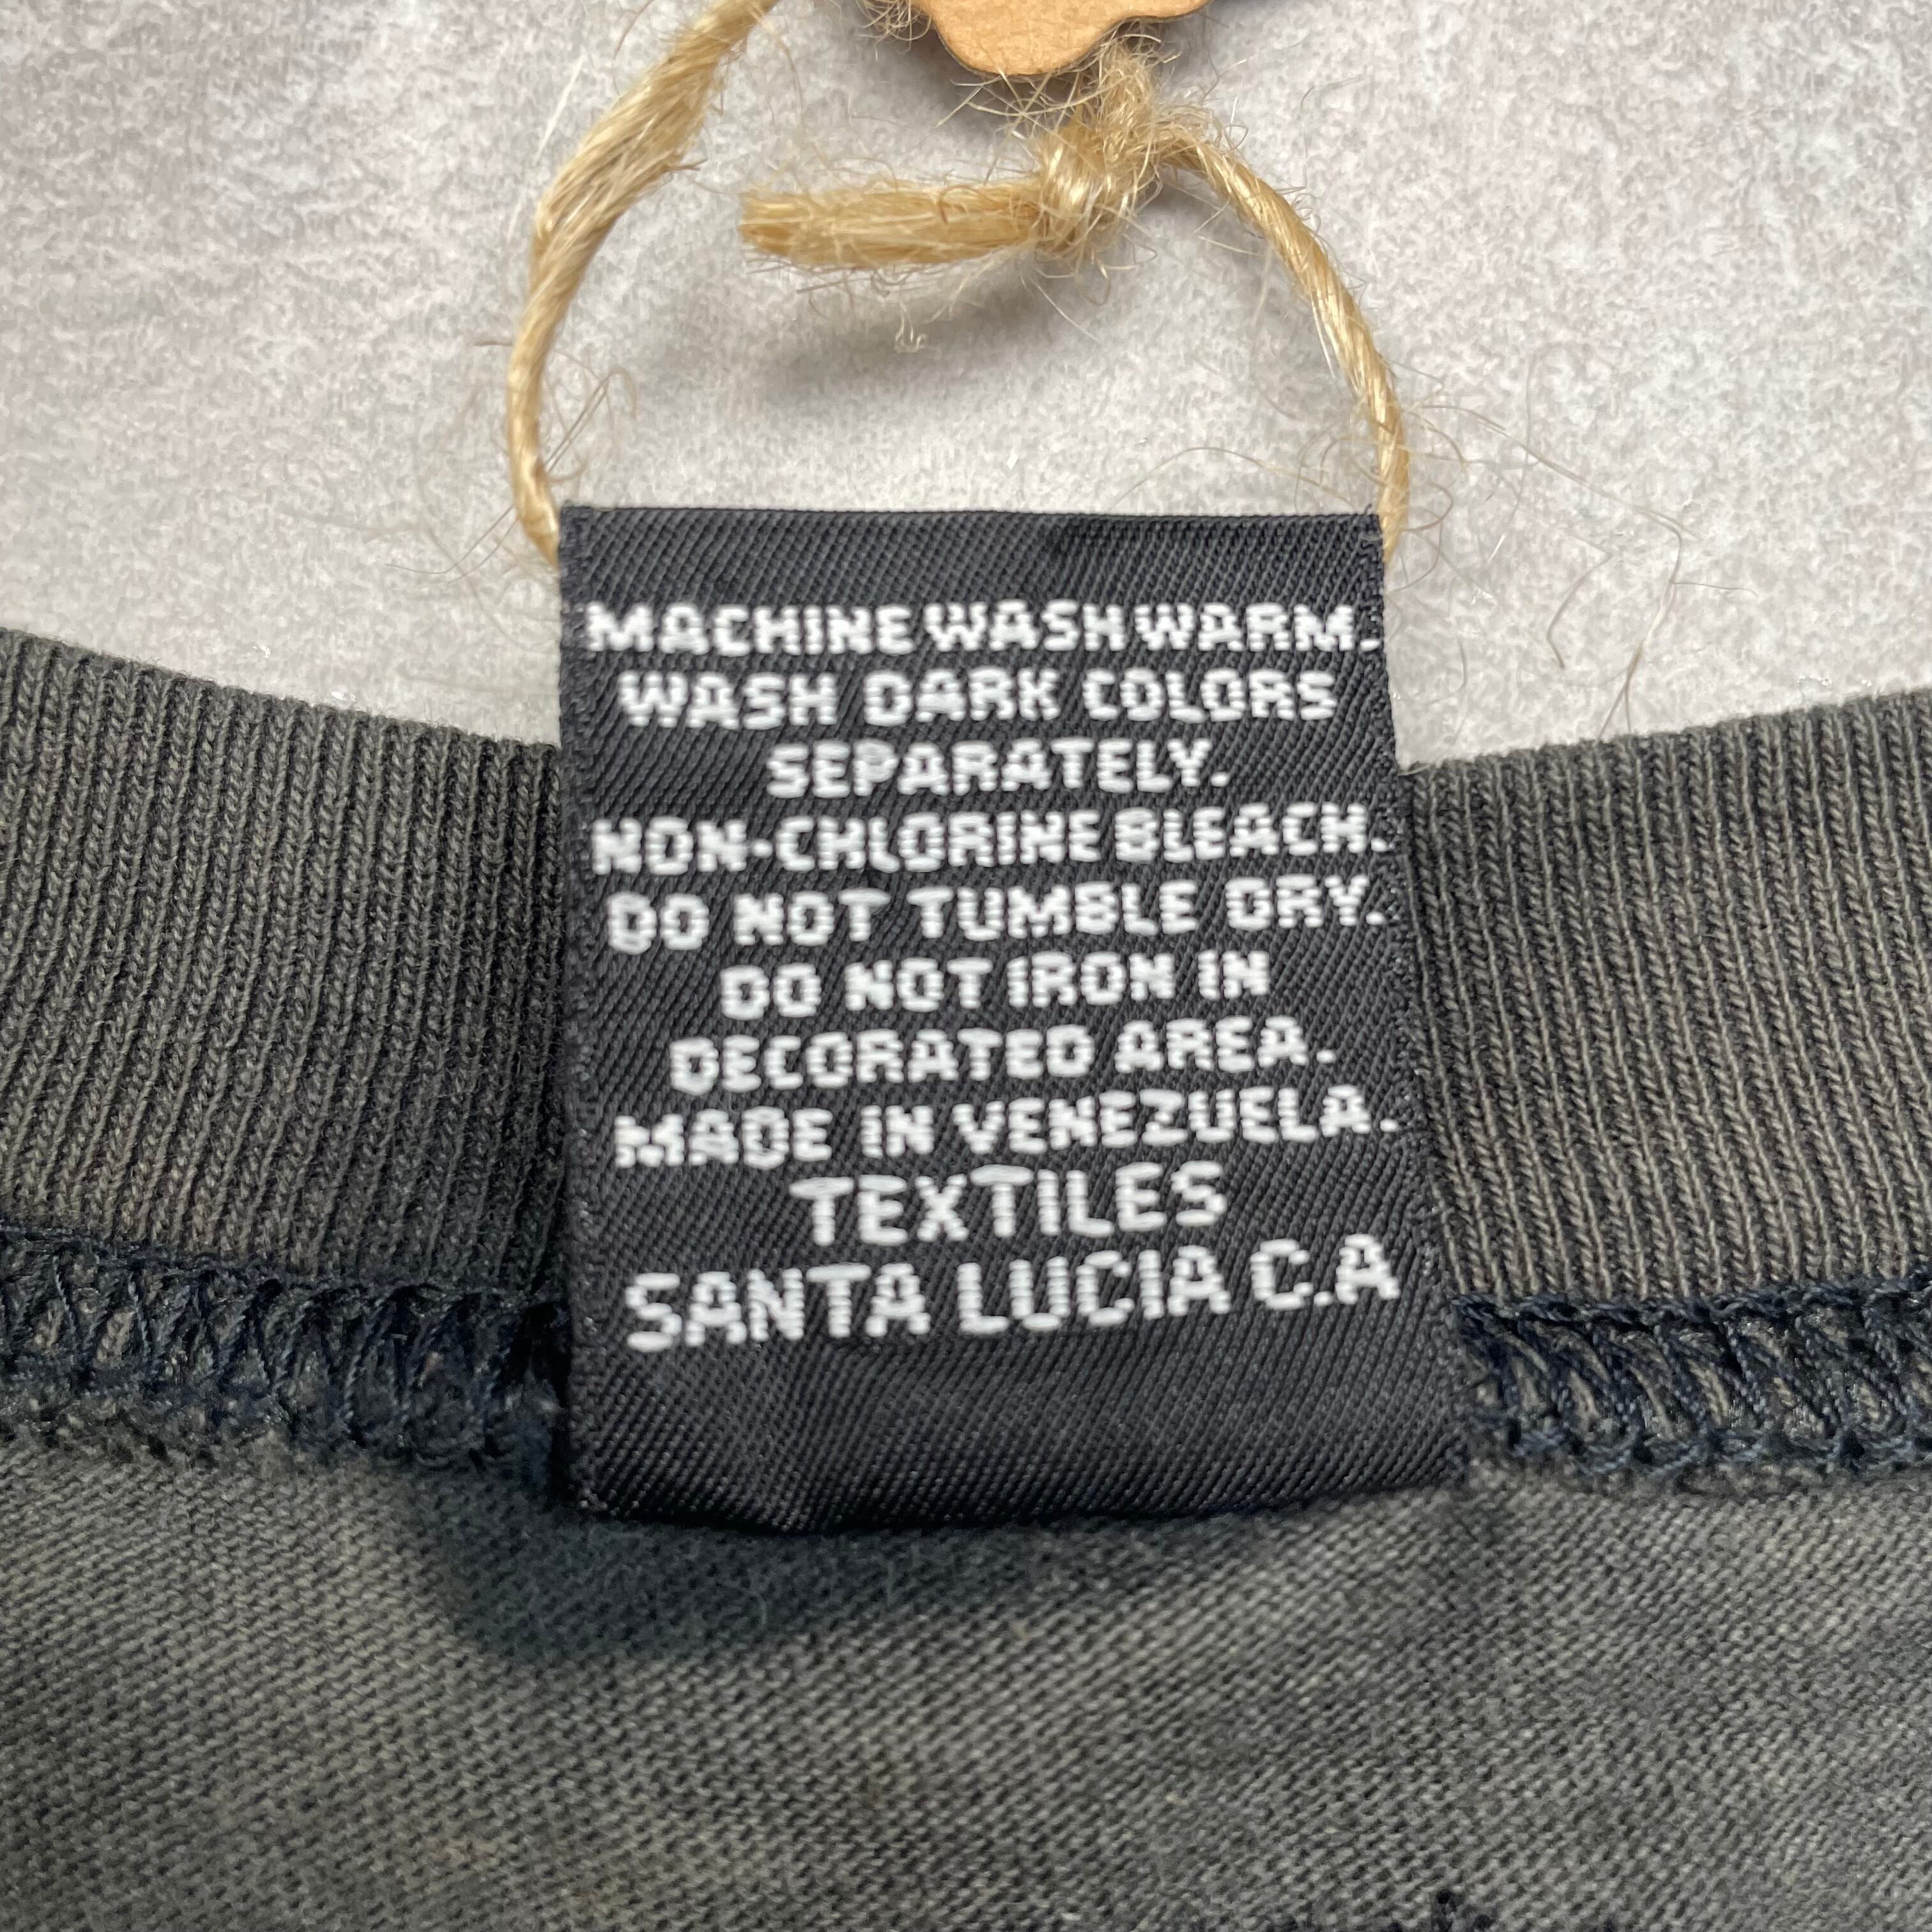 MACHINE WASH WARM.
WASH DARK COLORS
SEPARATELY.
NON-CHLORINE BLEACH.
DO NOT TUMBLE DRY.
DO NOT IRON IN
DECORATED AREA.
MADE IN VENEZUELA.
TEXTILES
SANTA LUCIA C.A